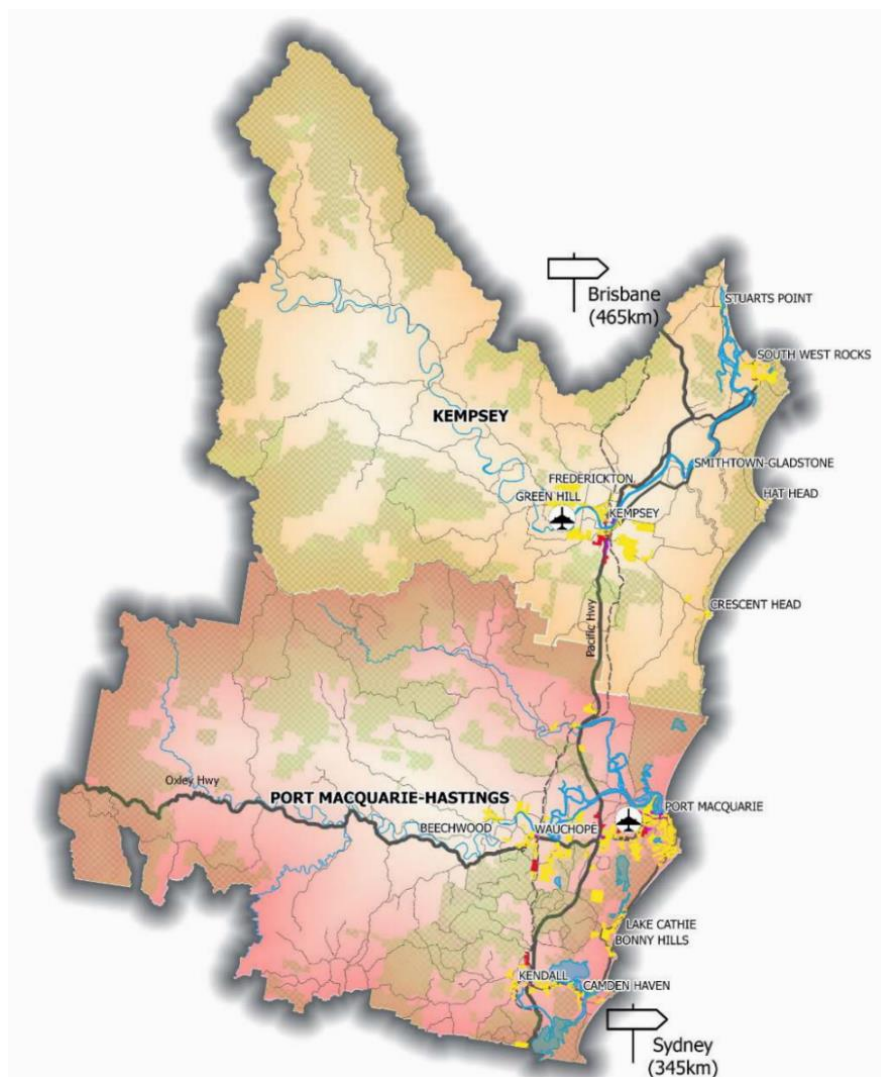 Brisbane
(465km)
STUARTS POINT
SOUTH WEST ROCKS
KEMPSEY
SMITHTOWN-GLADSTONE
FREDERICKTON
GREEN HILL
HAT HEAD
KEMPSEY
CRESCENT HEAD
Pacific Hwy
Oxley Hwy
PORT MACQUARIE-HASTINGS
PORT MACQUARIE
BEECHWOOD
WAUCHOPE
LAKE CATHIE
BONNY HILLS
KENDALL
CAMDEN HAVEN
Sydney
(345km)